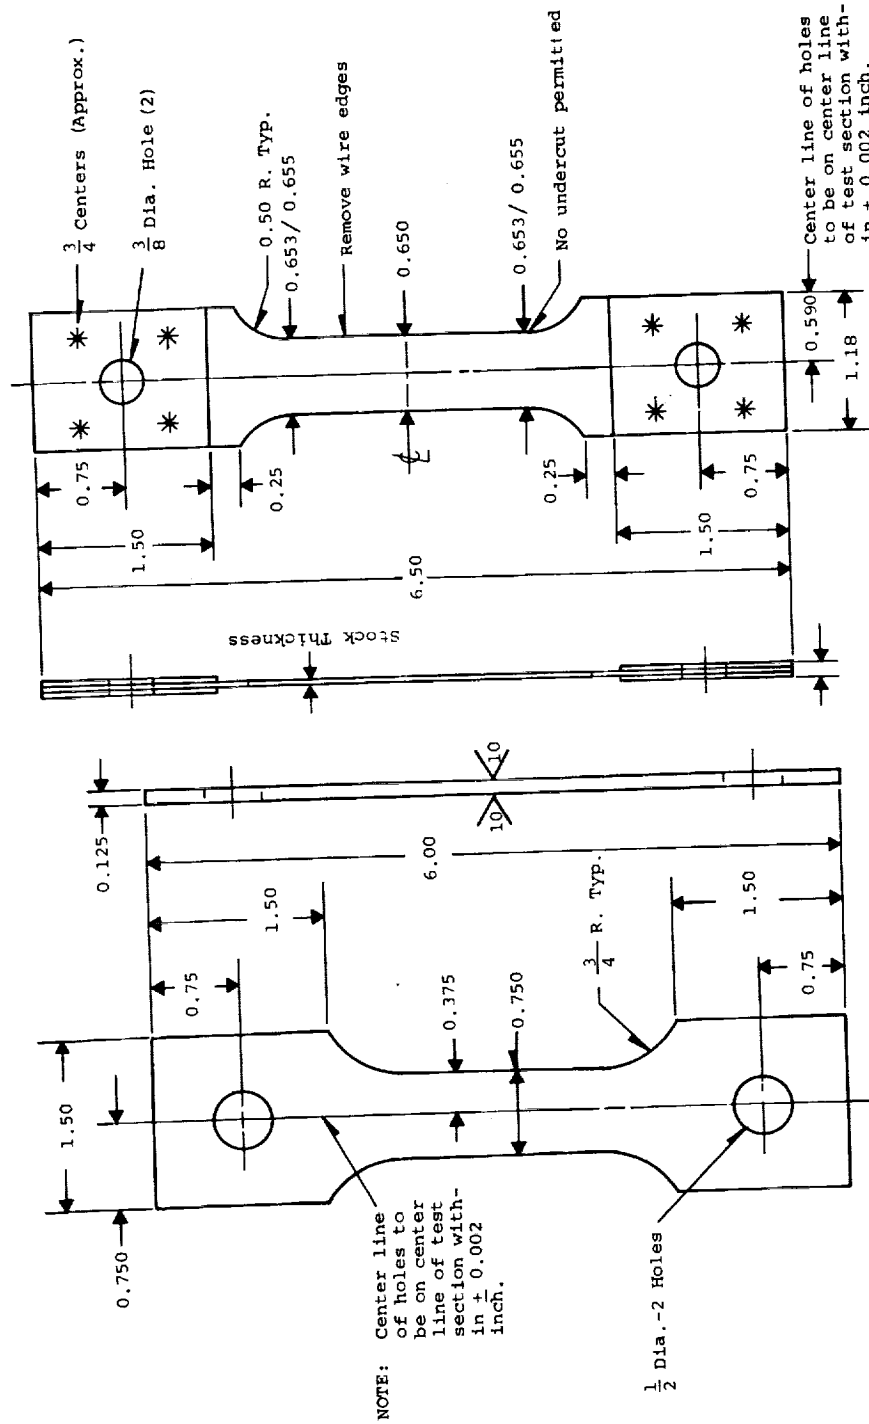 1.50
0.750
0.75
1.50
0.125
6.00
NOTE: Center line
of holes to
be on center
line of test
section with-
in ± 0.002
inch.
0.375
0.750
10
10
3/4 R. Typ.
1/2 Dia.-2 Holes
0.75
1.50
3/4 Centers (Approx.)
3/8 Dia. Hole (2)
0.75
1.50
6.50
Stock Thickness
0.25
0.50 R. Typ.
0.653/ 0.655
Remove wire edges
0.650
℄
0.653/ 0.655
No undercut permitted
0.25
0.75
1.50
0.590
1.18
Center line of holes
to be on center line
of test section with-
in ± 0.002 inch.